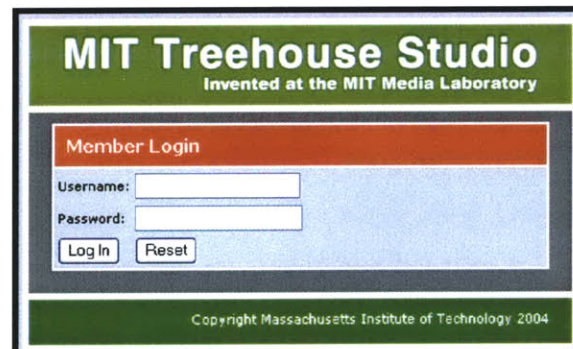 MIT Treehouse Studio
Invented at the MIT Media Laboratory
Member Login
Username:
Password:
Log In Reset
Copyright Massachusetts Institute of Technology 2004